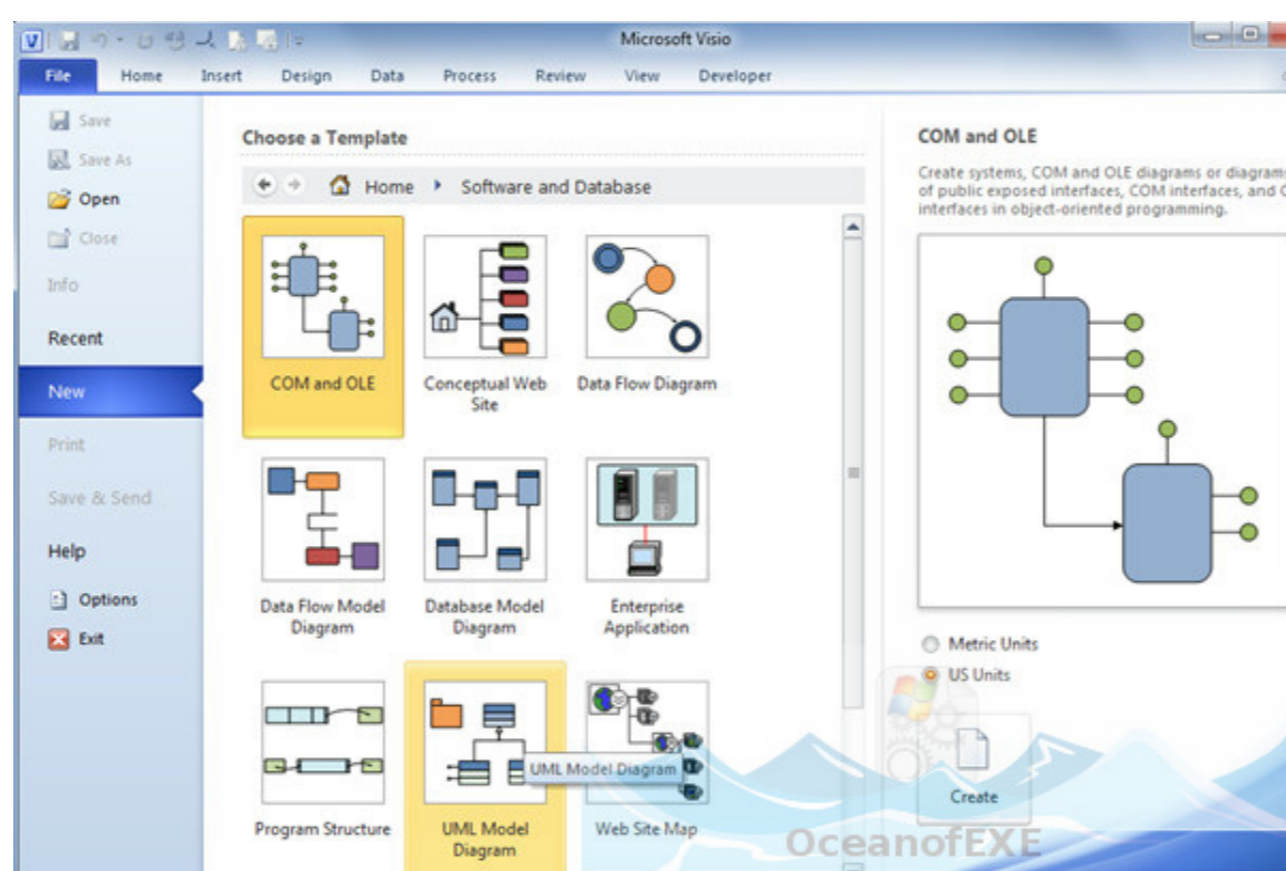 Microsoft Visio
File Home Insert Design Data Process Review View Developer
Save
Save As
Open
Close
Info
Recent
New
Print
Save & Send
Help
Options
Exit
Choose a Template
Home Software and Database
COM and OLE
Conceptual Web
Site
Data Flow Diagram
Data Flow Model
Diagram
Database Model
Diagram
Enterprise
Application
Program Structure
UML Model
Diagram
UML Model Diagram
Web Site Map
COM and OLE
Create systems, COM and OLE diagrams or diagrams
of public exposed interfaces, COM interfaces, and
interfaces in object-oriented programming.
Metric Units
US Units
Create
OceanofEXE